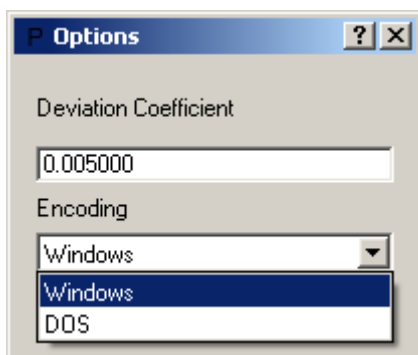 P Options ? ×
Deviation Coefficient
0.005000
Encoding
Windows
Windows
DOS